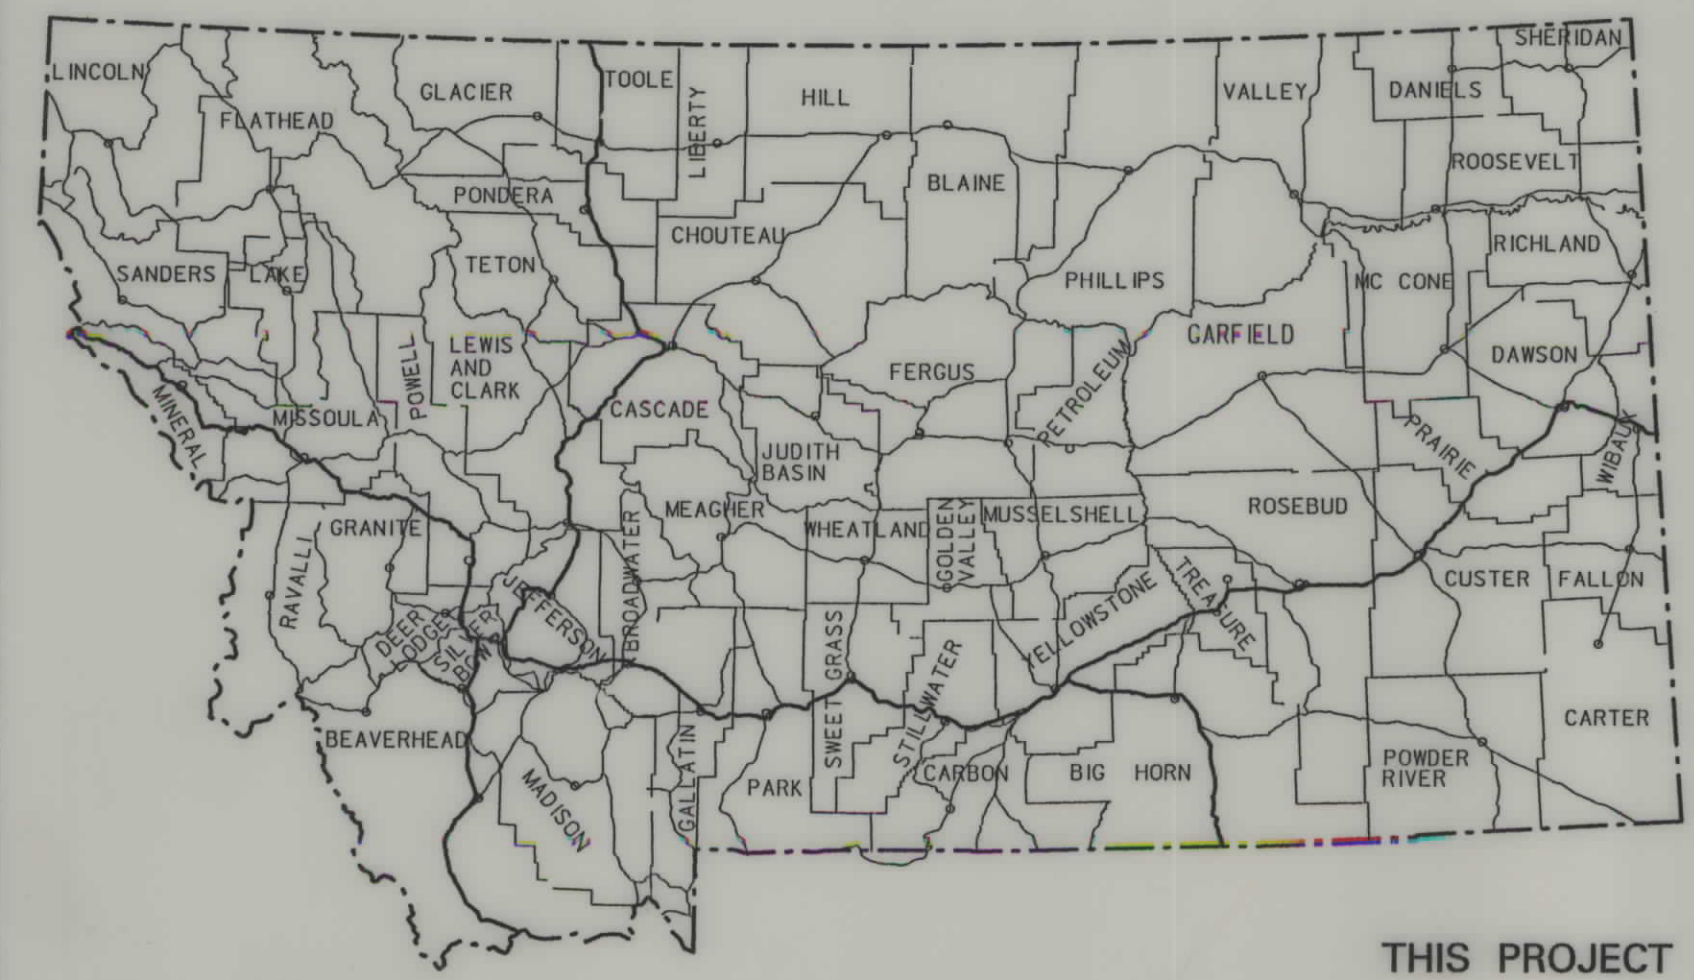 SHERIDAN
LINCOLN
GLACIER
TOOLE
LIBERTY
HILL
VALLEY
DANIELS
FLATHEAD
ROOSEVELT
PONDERA
BLAINE
CHOUTEAU
RICHLAND
SANDERS
LAKE
TETON
PHILLIPS
MC CONE
GARFIELD
POWELL
LEWIS
AND
CLARK
FERGUS
PETROLEUM
DAWSON
MINERAL
MISSOULA
CASCADE
JUDITH
BASIN
PRAIRIE
WIBAUX
GRANITE
MEAGHER
WHEATLAND
GOLDEN
VALLEY
MUSSELSHELL
ROSEBUD
RAVALLI
JEFFERSON
BROADWATER
YELLOWSTONE
TREASURE
CUSTER
FALLON
DEER
LODGE
SILVER
BOW
SWEET GRASS
STILLWATER
BEAVERHEAD
MADISON
GALLATIN
PARK
CARBON
BIG HORN
POWDER
RIVER
CARTER
THIS PROJECT